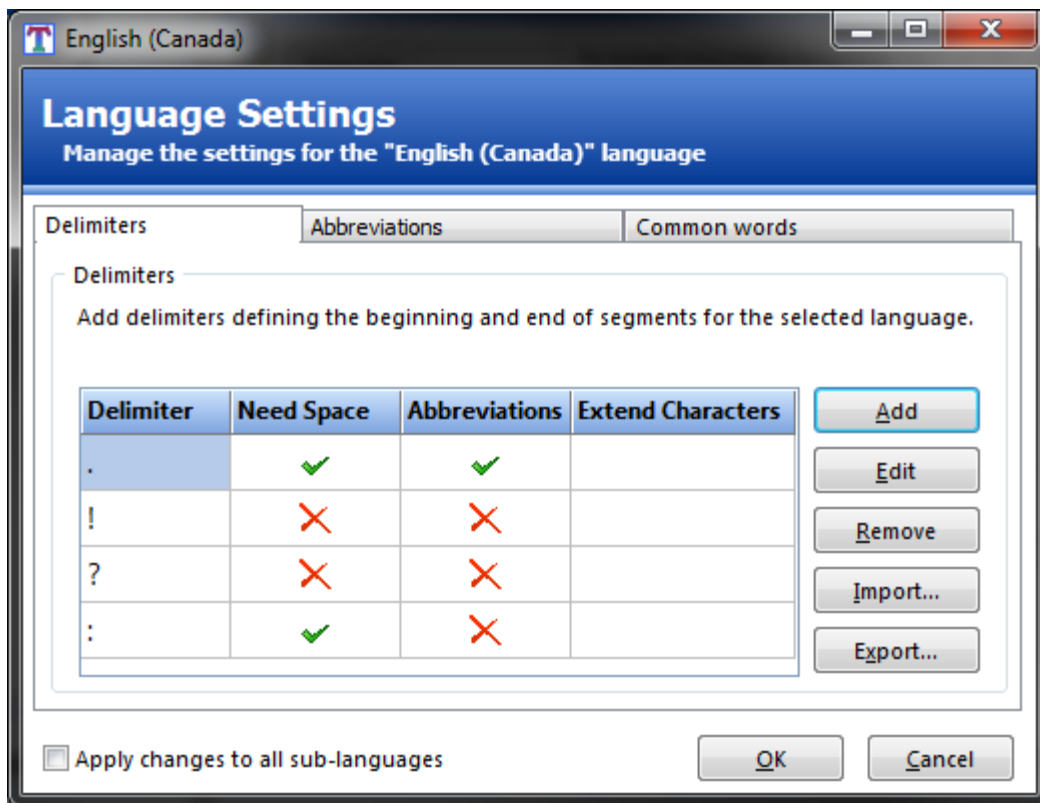 English (Canada)
Language Settings
Manage the settings for the "English (Canada)" language
Delimiters Abbreviations Common words
Delimiters
Add delimiters defining the beginning and end of segments for the selected language.
Delimiter Need Space Abbreviations Extend Characters
.
!
?
:
Add
Edit
Remove
Import...
Export...
Apply changes to all sub-languages OK Cancel